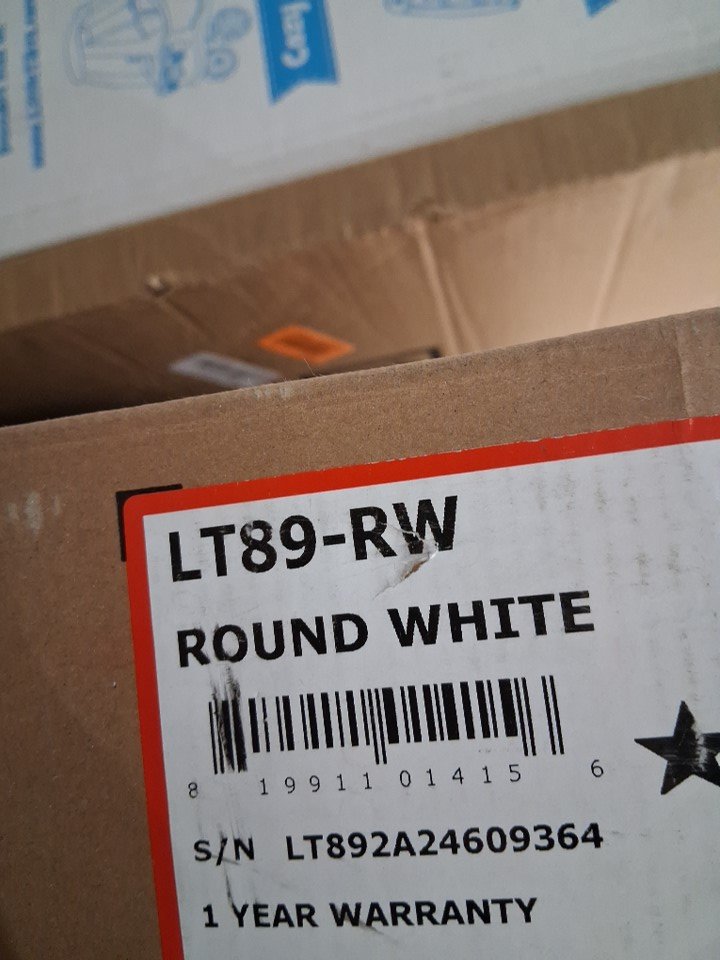 LT89-RW
ROUND WHITE
8 19911 01415 6
S/N LT892A24609364
1 YEAR WARRANTY